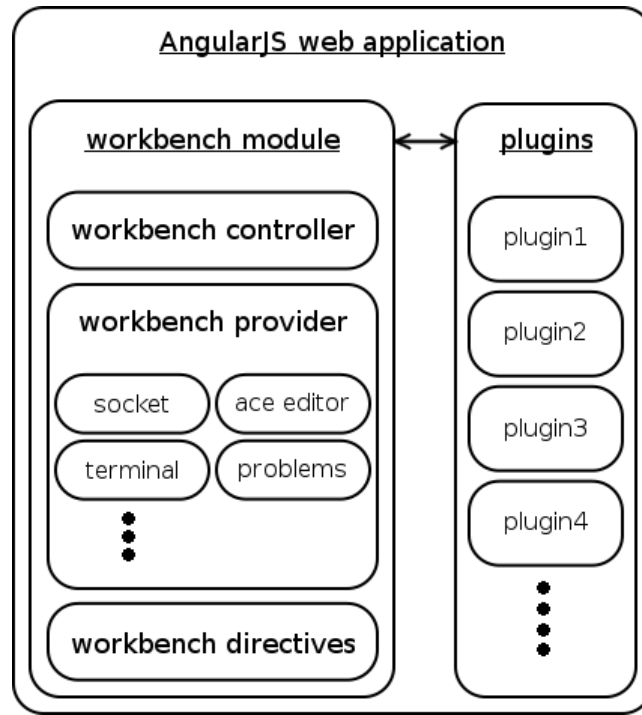 AngularJS web application
workbench module
workbench controller
workbench provider
socket
ace editor
terminal
problems
workbench directives
plugins
plugin1
plugin2
plugin3
plugin4